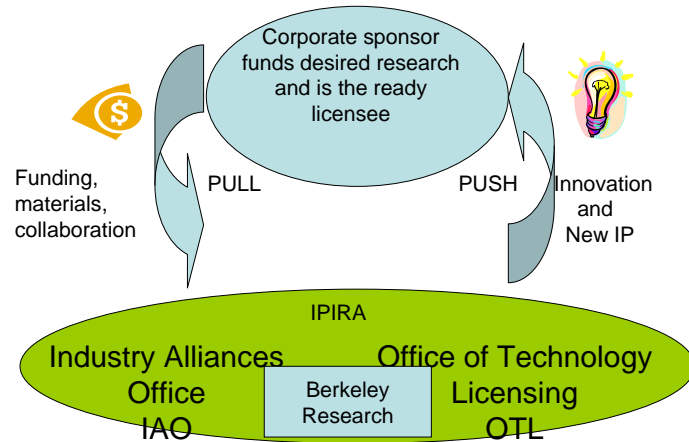 Corporate sponsor
funds desired research
and is the ready
licensee
$
Funding,
materials,
collaboration
PULL
PUSH
Innovation
and
New IP
IPIRA
Industry Alliances
Office
IAO
Office of Technology
Licensing
OTL
Berkeley
Research